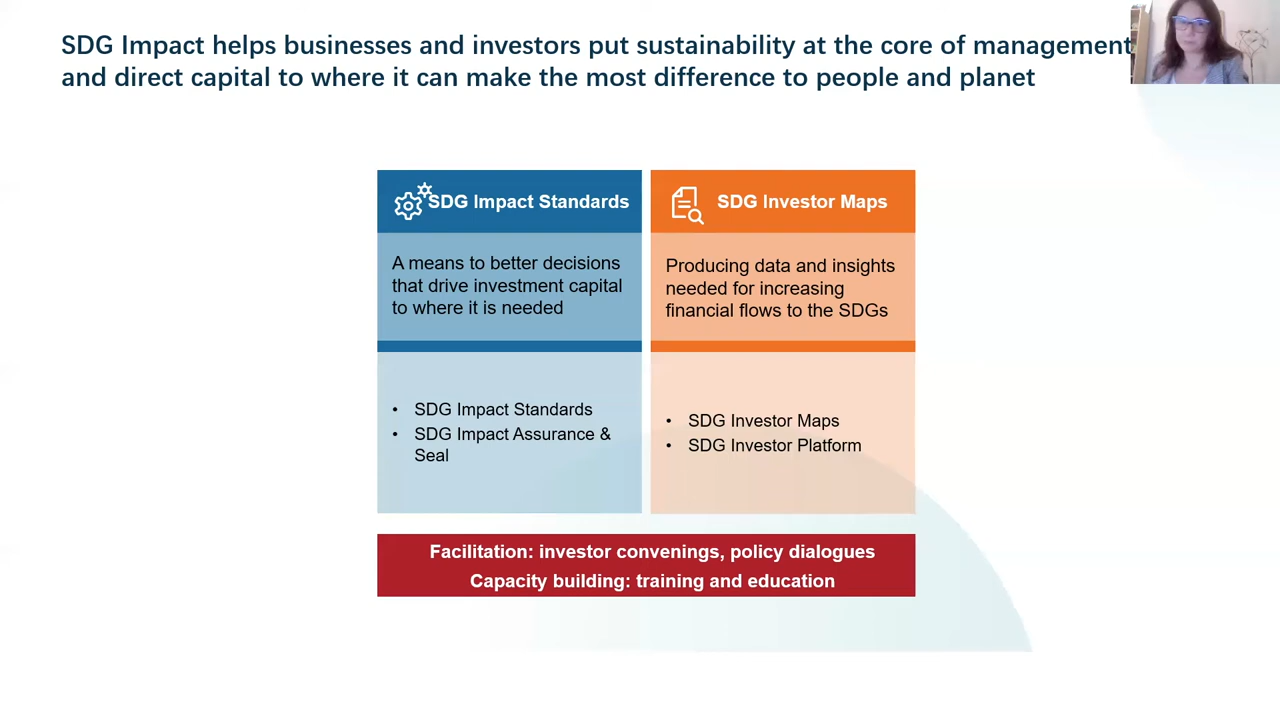 SDG Impact helps businesses and investors put sustainability at the core of management
and direct capital to where it can make the most difference to people and planet
SDG Impact Standards
A means to better decisions
that drive investment capital
to where it is needed
• SDG Impact Standards
• SDG Impact Assurance &
Seal
SDG Investor Maps
Producing data and insights
needed for increasing
financial flows to the SDGs
• SDG Investor Maps
• SDG Investor Platform
Facilitation: investor convenings, policy dialogues
Capacity building: training and education